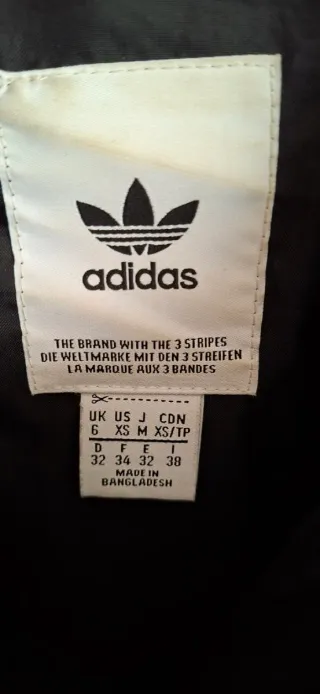 adidas
THE BRAND WITH THE 3 STRIPES
DIE WELTMARKE MIT DEN 3 STREIFEN
LA MARQUE AUX 3 BANDES
UK US J CDN
6 XS M XS/TP
D F E I
32 34 32 38
MADE IN
BANGLADESH